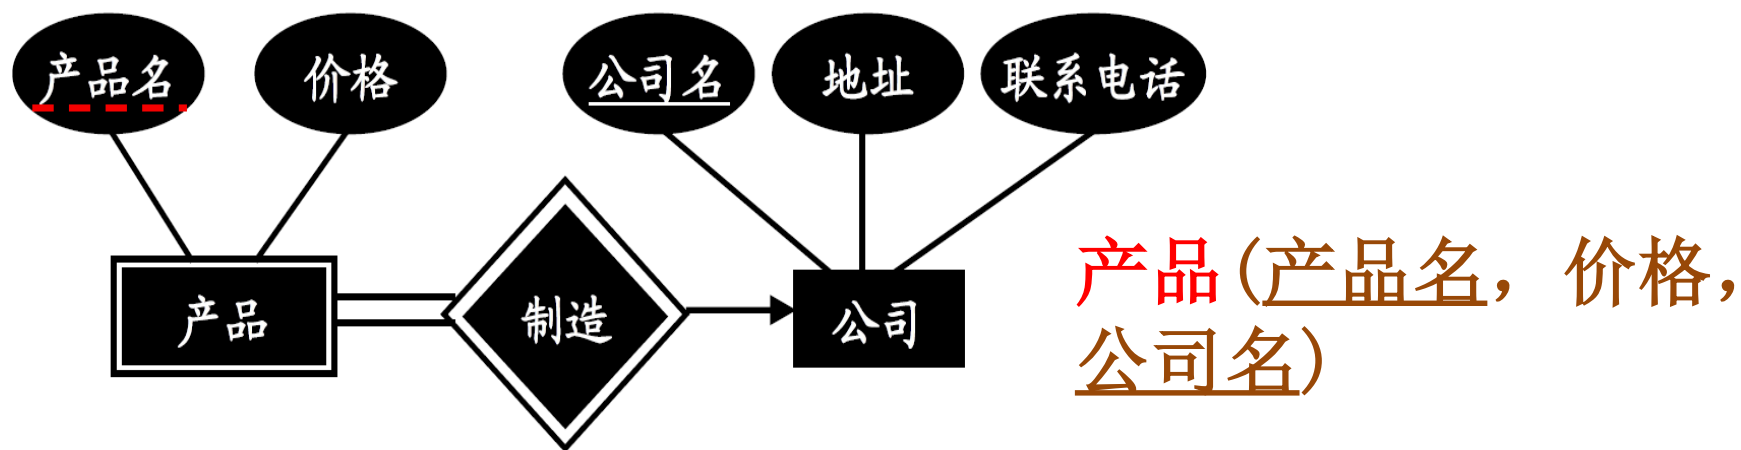 产品名
价格
公司名
地址
联系电话
产品
制造
公司
产品(产品名，价格，
公司名)